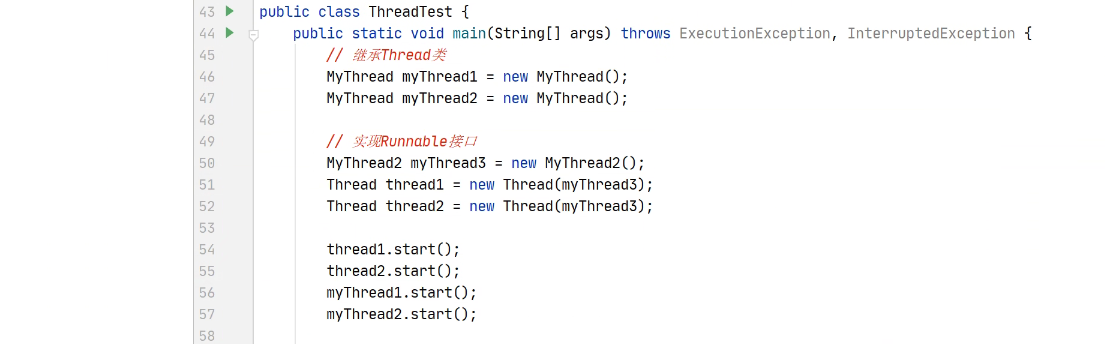 43 public class ThreadTest {
44 public static void main(String[] args) throws ExecutionException, InterruptedException {
45 // 继承Thread类
46 MyThread myThread1 = new MyThread();
47 MyThread myThread2 = new MyThread();
48
49 // 实现Runnable接口
50 MyThread2 myThread3 = new MyThread2();
51 Thread thread1 = new Thread(myThread3);
52 Thread thread2 = new Thread(myThread3);
53
54 thread1.start();
55 thread2.start();
56 myThread1.start();
57 myThread2.start();
58